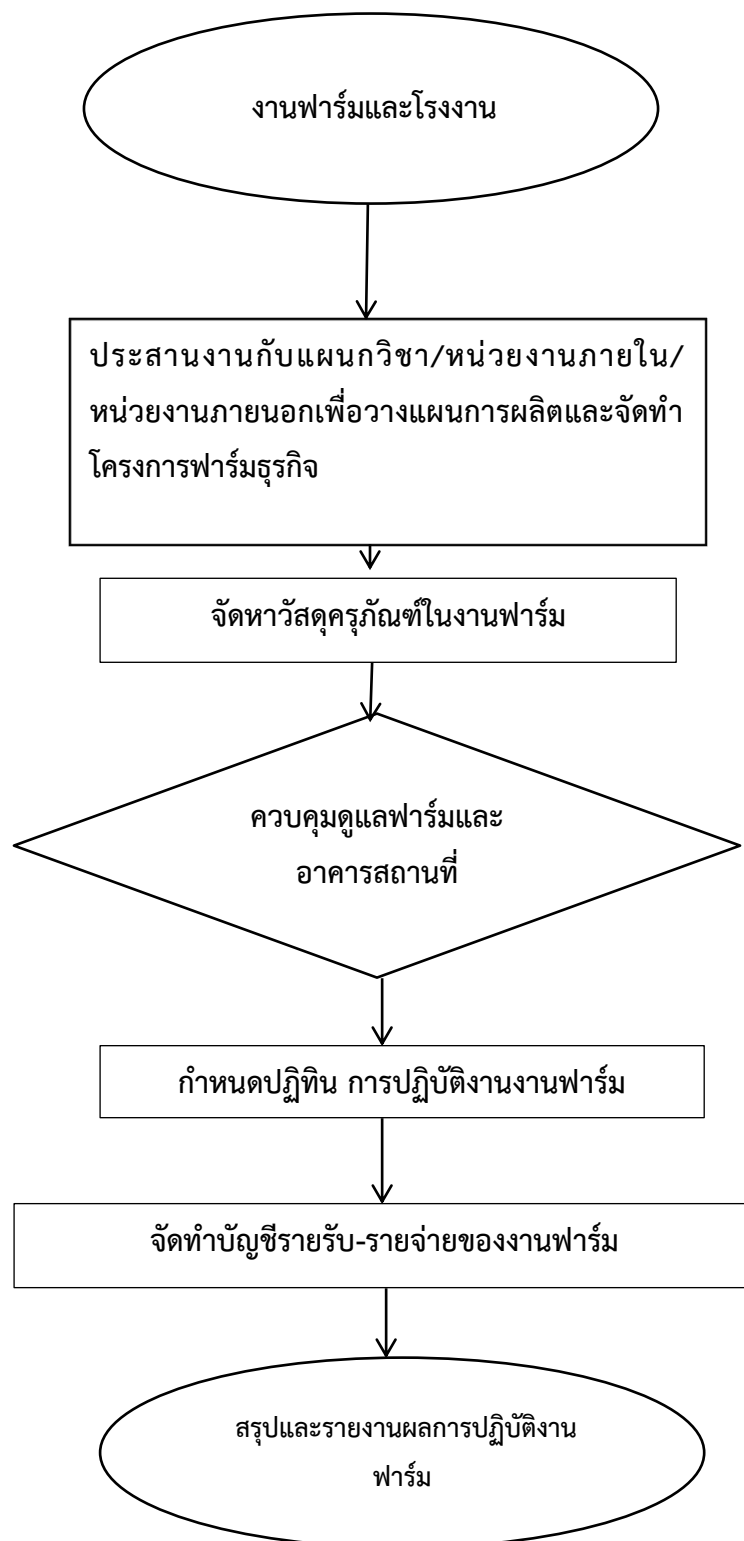 งานฟาร์มและโรงงาน
ประสานงานกับแผนกวิชา/หน่วยงานภายใน/
หน่วยงานภายนอกเพื่อวางแผนการผลิตและจัดทำ
โครงการฟาร์มธุรกิจ
จัดหาวัสดุครุภัณฑ์ในงานฟาร์ม
ควบคุมดูแลฟาร์มและ
อาคารสถานที่
กำหนดปฏิทิน การปฏิบัติงานงานฟาร์ม
จัดทำบัญชีรายรับ-รายจ่ายของงานฟาร์ม
สรุปและรายงานผลการปฏิบัติงาน
ฟาร์ม